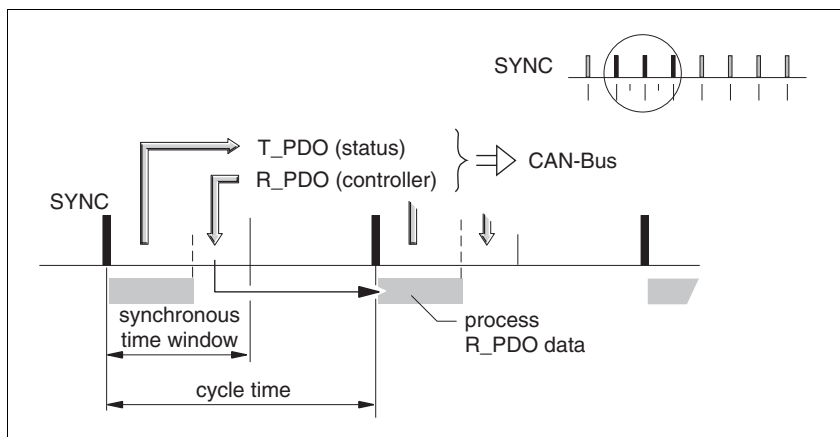 SYNC
T_PDO (status)
R_PDO (controller)
CAN-Bus
SYNC
synchronous
time window
process
R_PDO data
cycle time